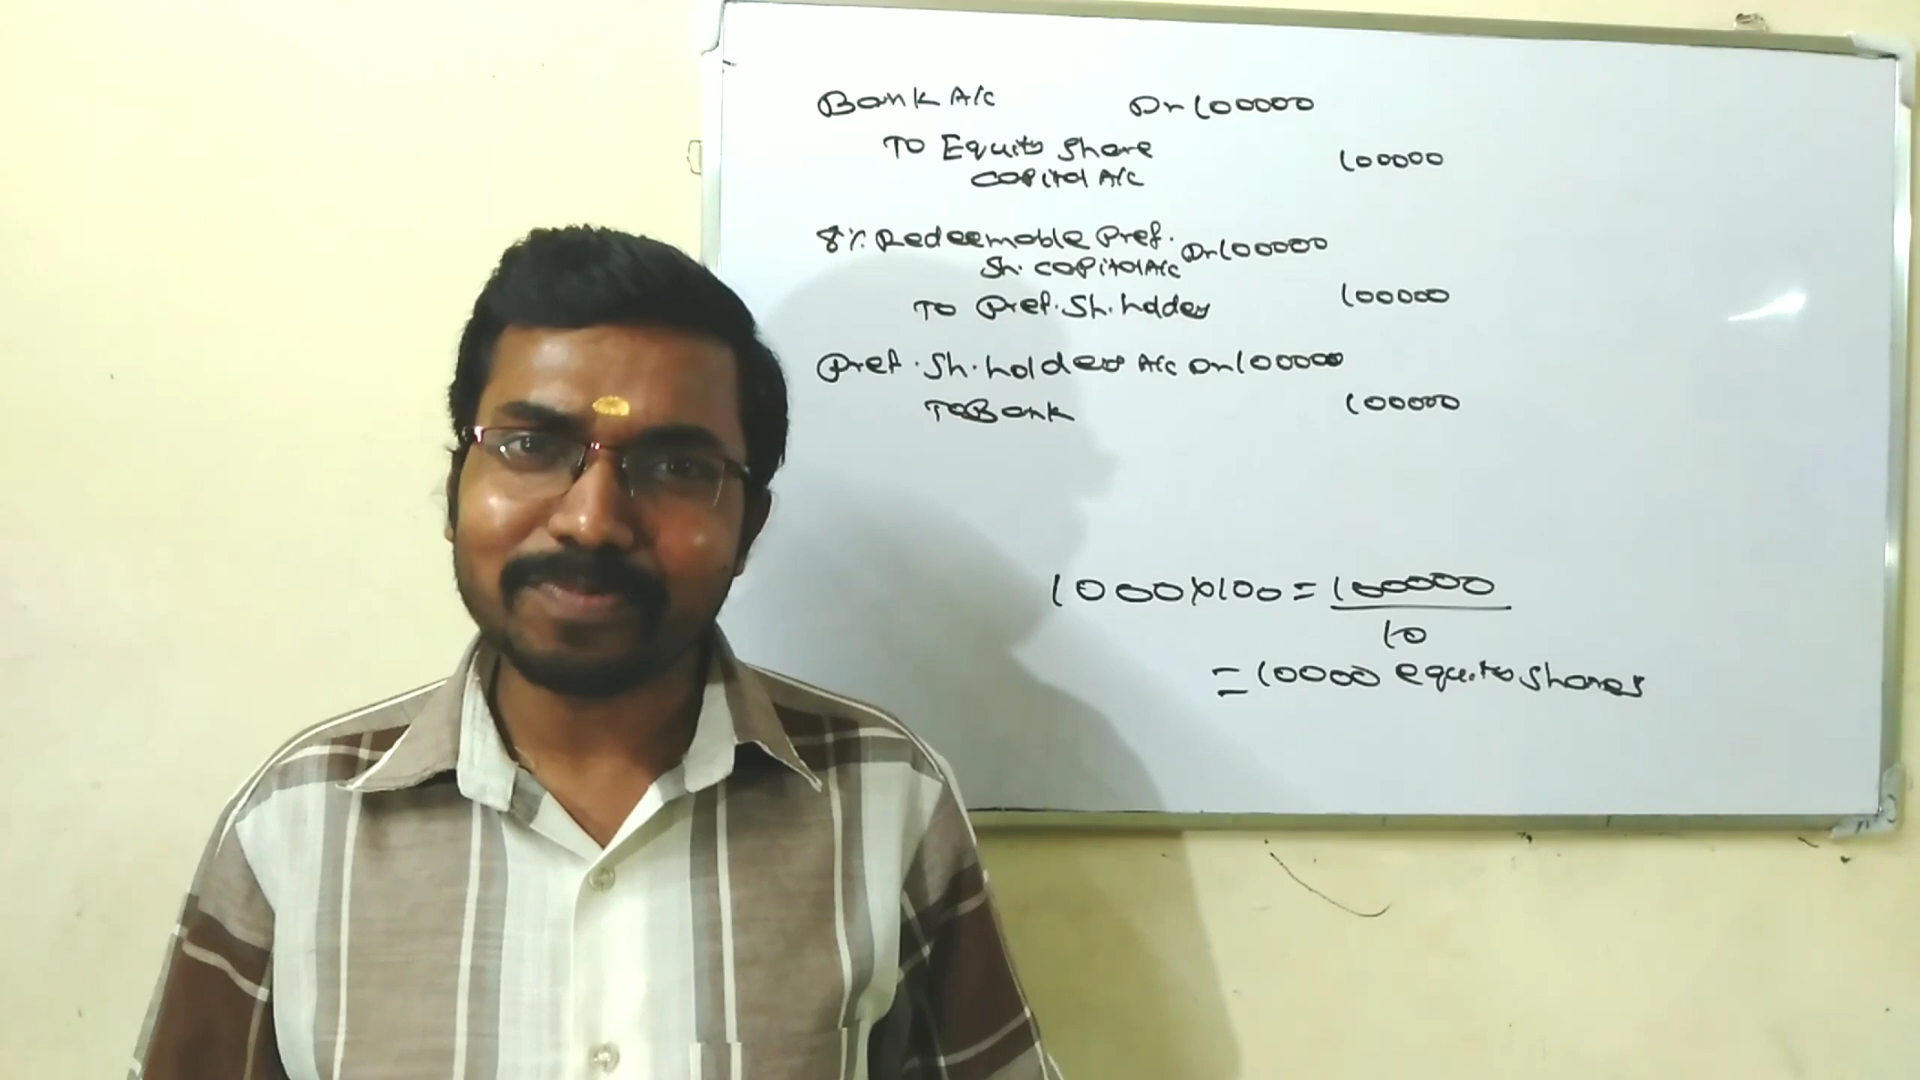 Bank A/c Dr 100000
To Equity Share 100000
Capital A/c
8% Redeemable Pref. Dr 100000
Sh. Capital A/c
To Pref. Sh. holder 100000
Pref. Sh. holders A/c Dr 100000
To Bank 100000
1000 x 100 = 100000
10
= 10000 equity shares